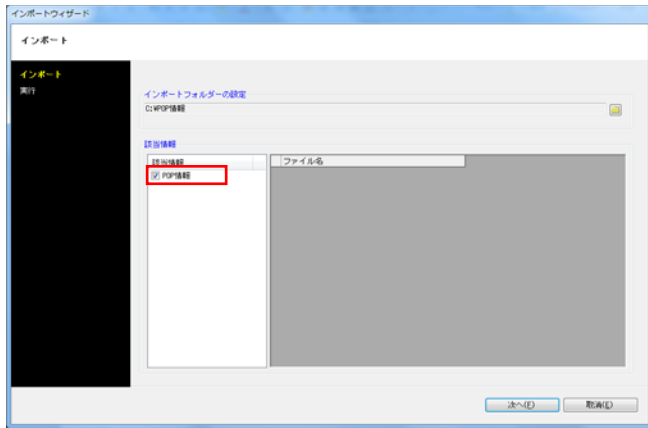 インポートウィザード
インポート
インポート
実行
インポートフォルダーの設定
C:¥POP情報
該当情報
該当情報 ファイル名
POP情報
次へ(F) 取消(E)